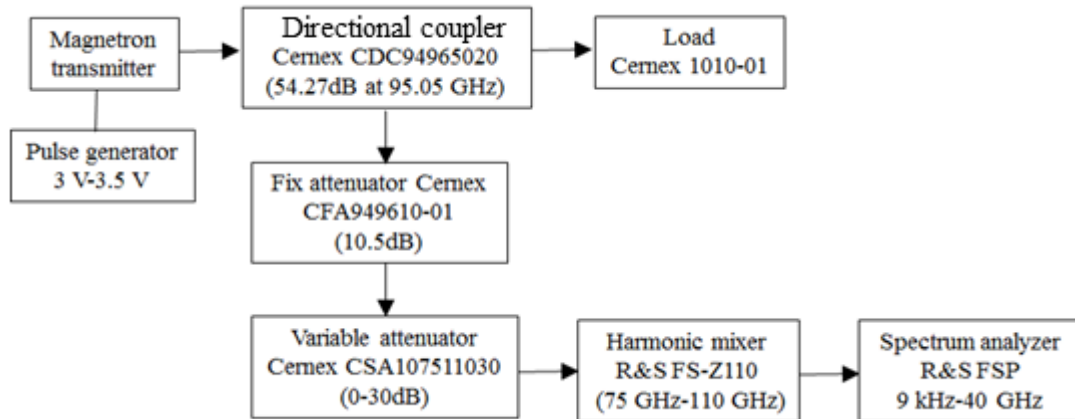 Magnetron
transmitter
Directional coupler
Cernex CDC94965020
(54.27dB at 95.05 GHz)
Load
Cernex 1010-01
Pulse generator
3 V-3.5 V
Fix attenuator Cernex
CFA949610-01
(10.5dB)
Variable attenuator
Cernex CSA107511030
(0-30dB)
Harmonic mixer
R&S FS-Z110
(75 GHz-110 GHz)
Spectrum analyzer
R&S FSP
9 kHz-40 GHz